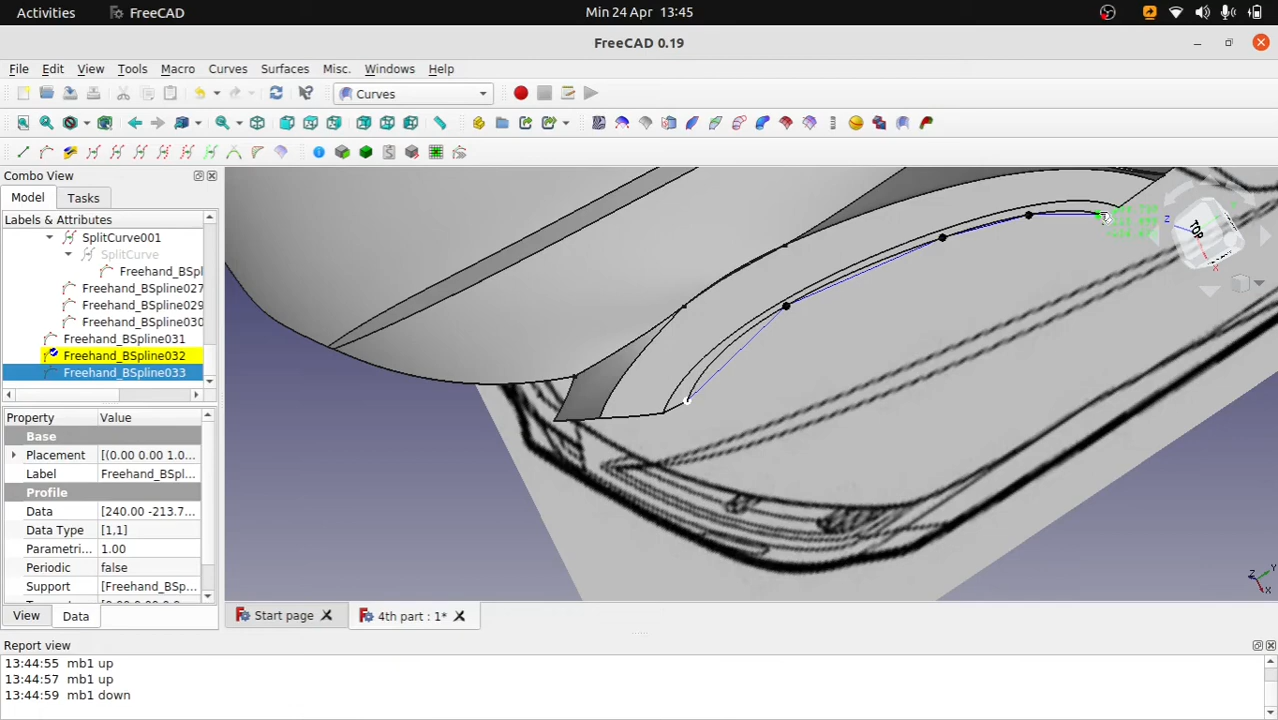 Activities
FreeCAD
Min 24 Apr 13:45
FreeCAD 0.19
File Edit View Tools Macro Curves Surfaces Misc. Windows Help
Curves
Combo View
Model Tasks
Labels & Attributes
SplitCurve001
SplitCurve
Freehand_BSpl
Freehand_BSpline027
Freehand_BSpline029
Freehand_BSpline030
Freehand_BSpline031
Freehand_BSpline032
Freehand_BSpline033
Property Value
Base
Placement [(0.00 0.00 1.0...
Label Freehand_BSpl...
Profile
Data [240.00 -213.7...
Data Type [1,1]
Parametri... 1.00
Periodic false
Support [Freehand_BSp...
View Data
TOP
Z
X
Z Y
X
Start page
4th part : 1*
Report view
13:44:55 mb1 up
13:44:57 mb1 up
13:44:59 mb1 down